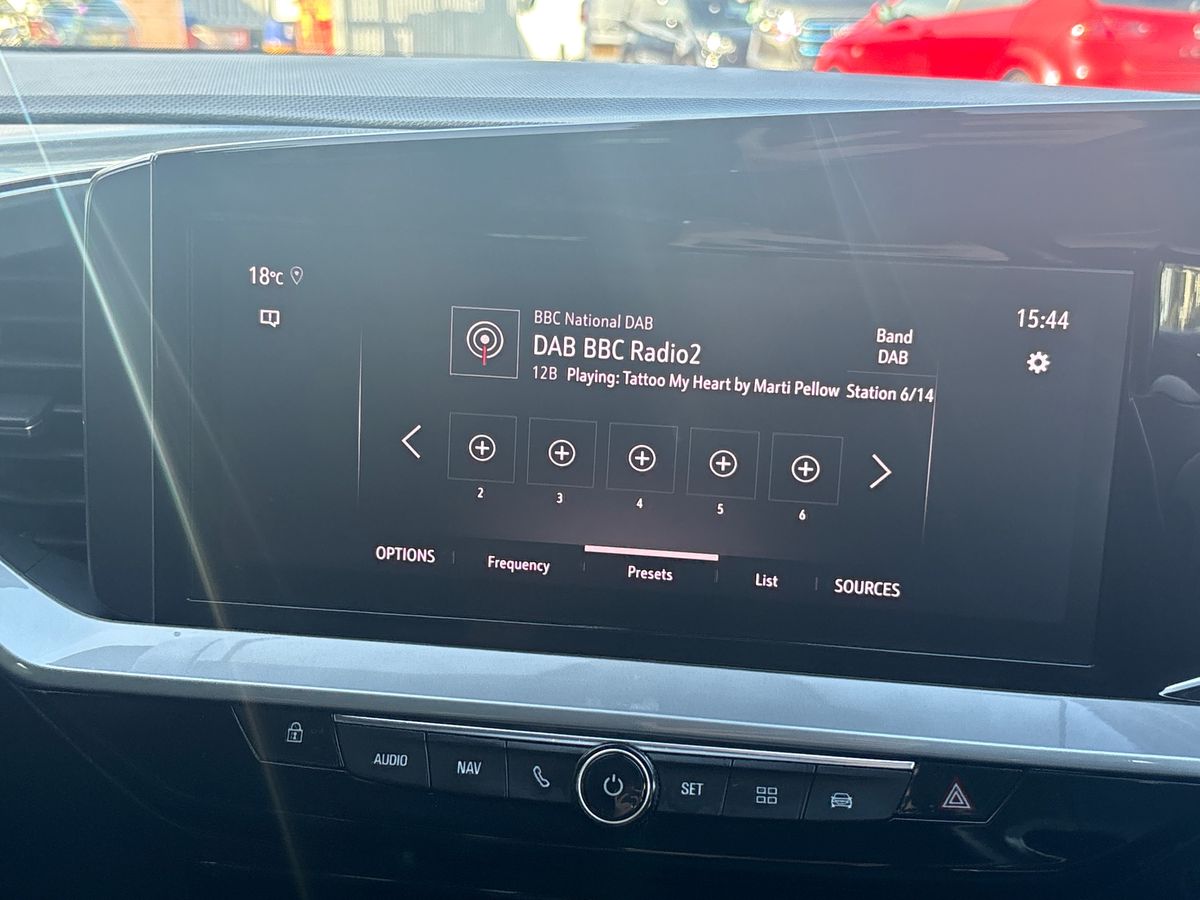 18°C
15:44
BBC National DAB
DAB BBC Radio2
12B Playing: Tattoo My Heart by Marti Pellow
Band
DAB
Station 6/14
2 3 4 5 6
OPTIONS Frequency Presets List SOURCES
AUDIO NAV SET